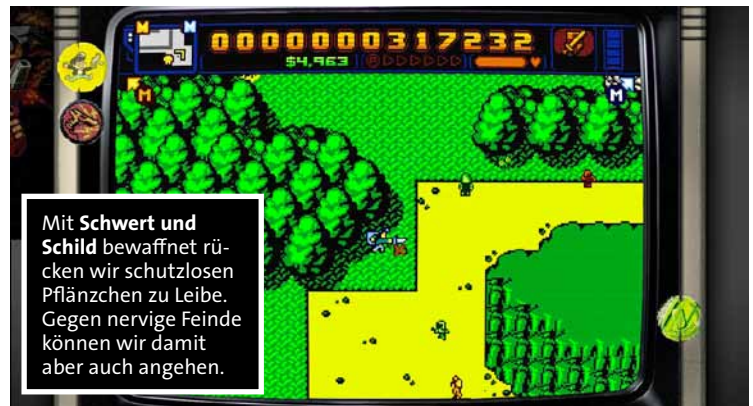 M M
0000000317232
$4,963
P
M
M
Mit Schwert und
Schild bewaffnet rü-
cken wir schutzlosen
Pflänzchen zu Leibe.
Gegen nervige Feinde
können wir damit
aber auch angehen.